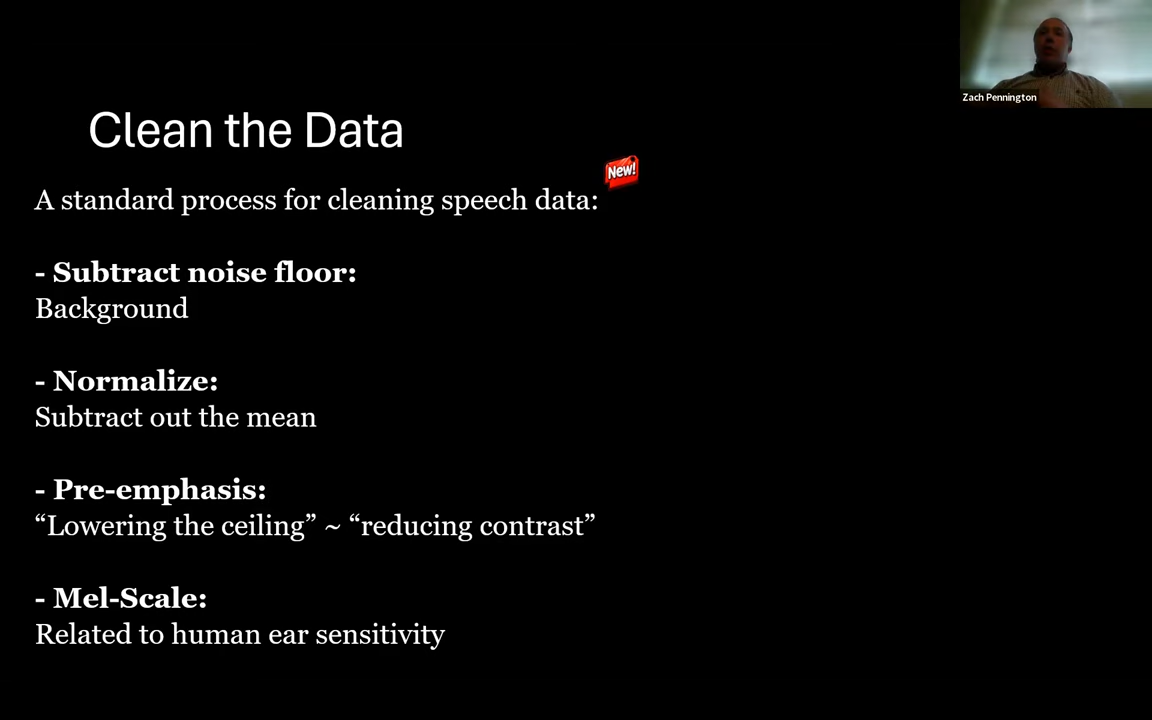 Zach Pennington
Clean the Data
New!
A standard process for cleaning speech data:
- Subtract noise floor:
Background
- Normalize:
Subtract out the mean
- Pre-emphasis:
“Lowering the ceiling” ~ “reducing contrast”
- Mel-Scale:
Related to human ear sensitivity